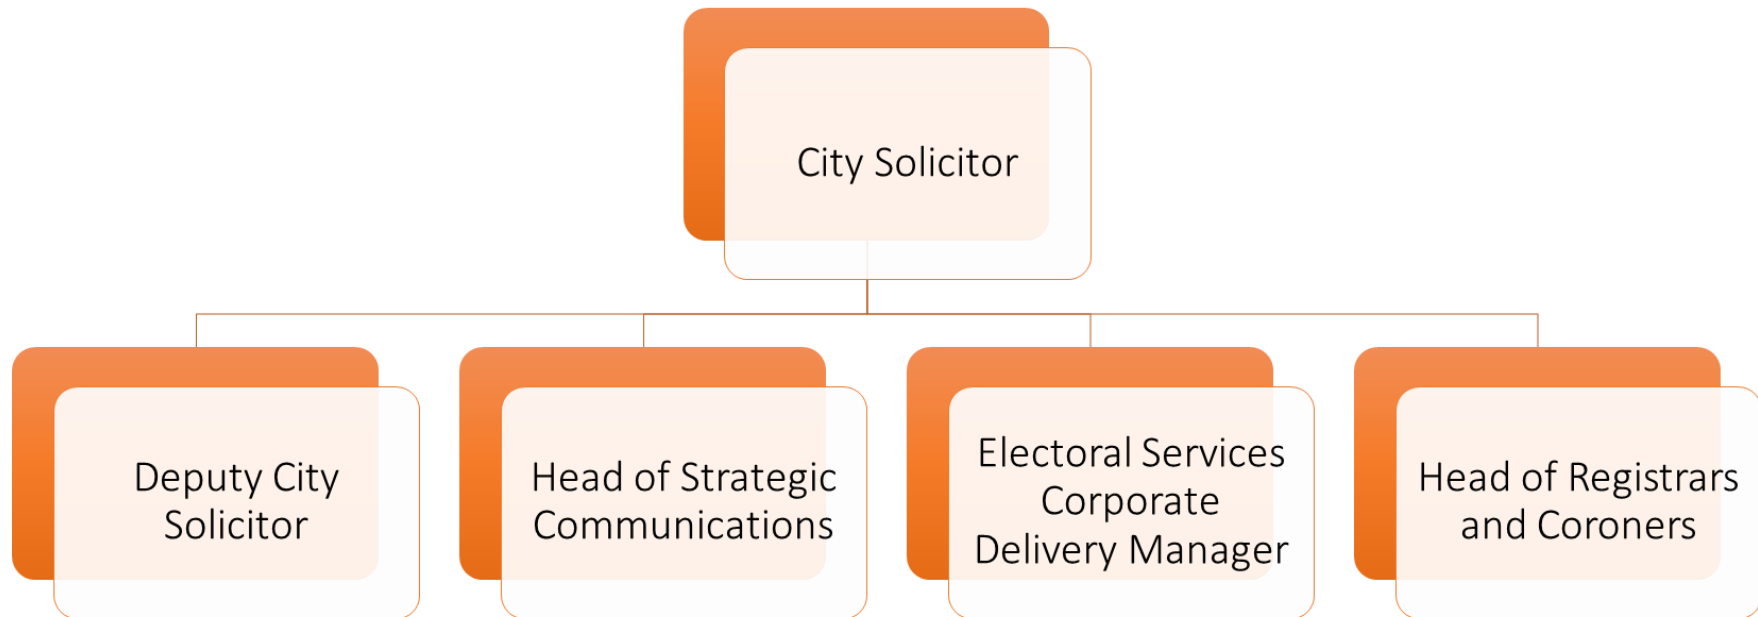 City Solicitor
Deputy City
Solicitor
Head of Strategic
Communications
Electoral Services
Corporate
Delivery Manager
Head of Registrars
and Coroners